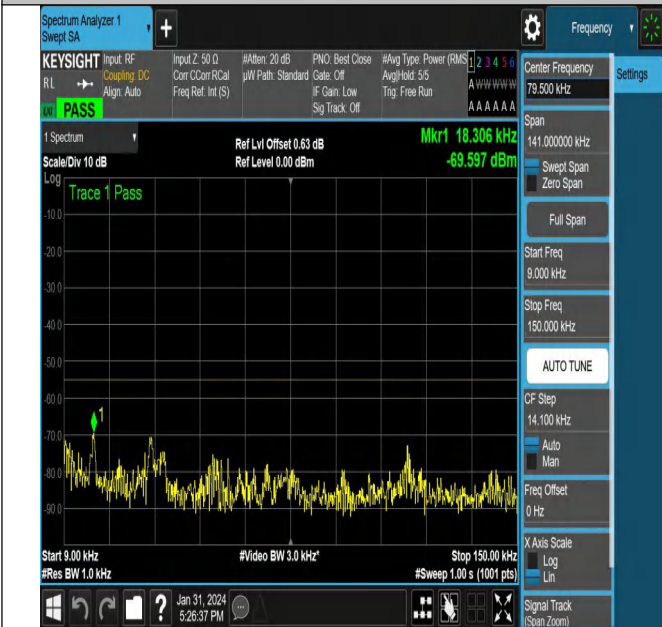 Spectrum Analyzer 1
Swept SA
+
Frequency
KEYSIGHT
RL
Input: RF
Coupling: DC
Align: Auto
Input Z: 50 Ω
Corr CCorr RCal
Freq Ref: Int (S)
#Atten: 20 dB
µW Path: Standard
PNO: Best Close
Gate: Off
IF Gain: Low
Sig Track: Off
#Avg Type: Power (RMS
Avg|Hold: 5/5
Trig: Free Run
1 2 3 4 5 6
A W W W W W
A A A A A A
PASS
1 Spectrum
Scale/Div 10 dB
Log
Ref Lvl Offset 0.63 dB
Ref Level 0.00 dBm
Mkr1 18.306 kHz
-69.597 dBm
Trace 1 Pass
-10.0
-20.0
-30.0
-40.0
-50.0
-60.0
-70.0
-80.0
-90.0
1
Start 9.00 kHz
#Res BW 1.0 kHz
#Video BW 3.0 kHz*
Stop 150.00 kHz
#Sweep 1.00 s (1001 pts)
?
Jan 31, 2024
5:26:37 PM
Center Frequency
79.500 kHz
Settings
Span
141.000000 kHz
Swept Span
Zero Span
Full Span
Start Freq
9.000 kHz
Stop Freq
150.000 kHz
AUTO TUNE
CF Step
14.100 kHz
Auto
Man
Freq Offset
0 Hz
X Axis Scale
Log
Lin
Signal Track
(Span Zoom)